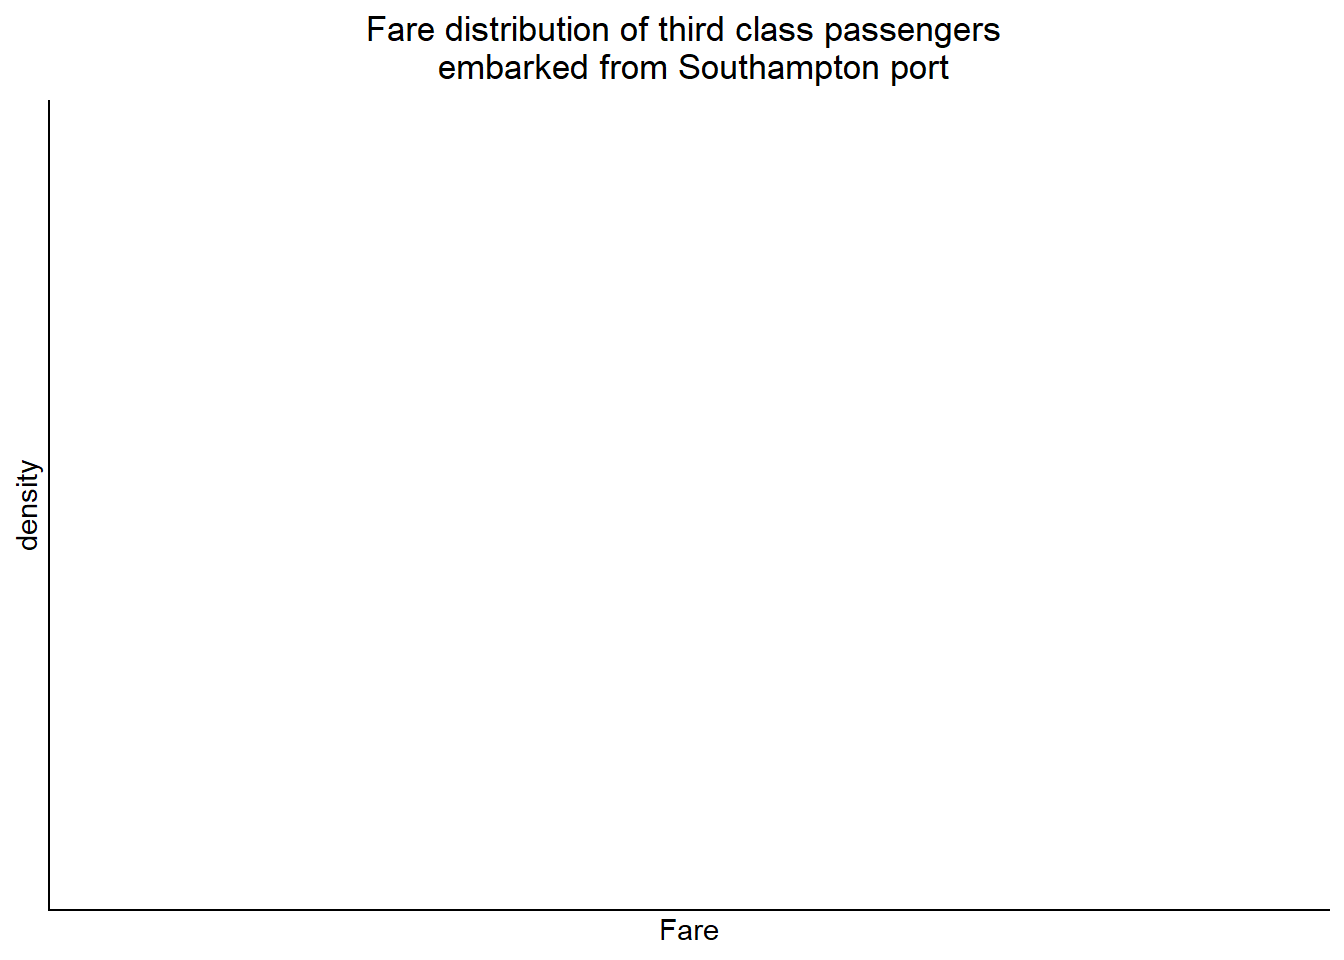 Fare distribution of third class passengers
embarked from Southampton port
density
Fare